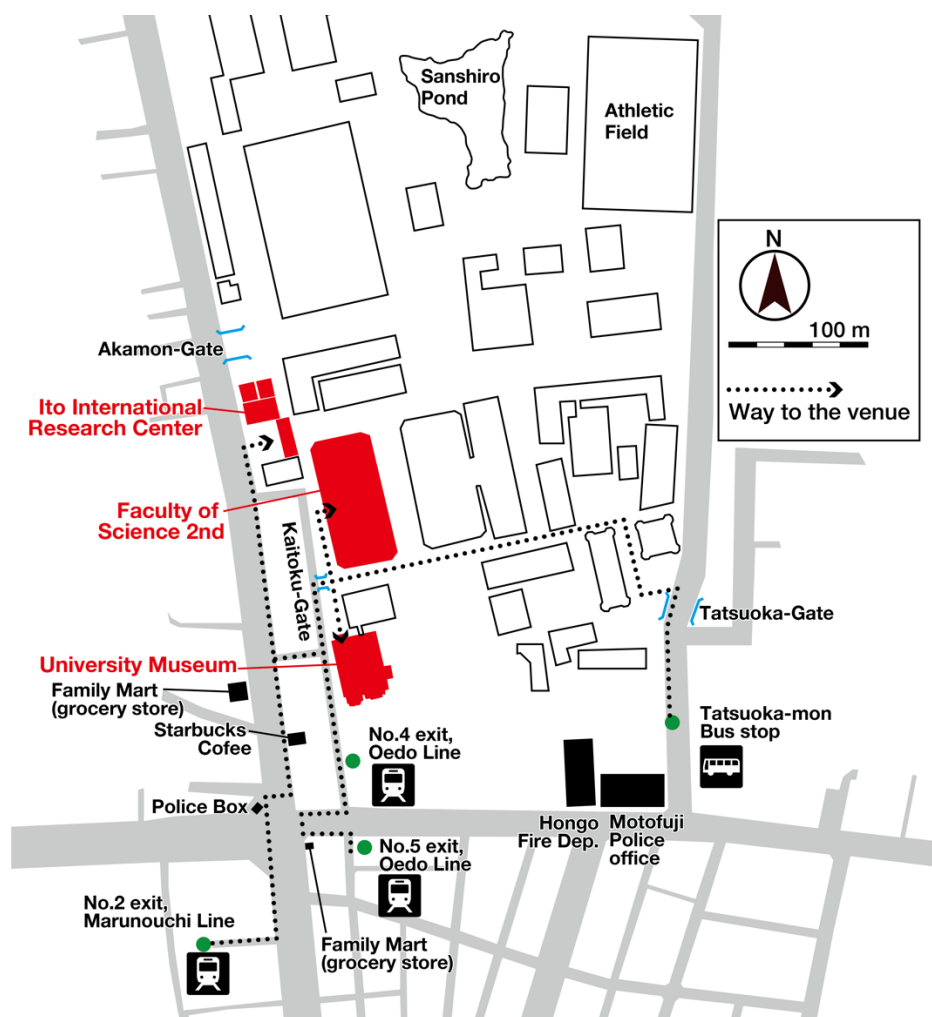 Sanshiro
Pond
Athletic
Field
N
100 m
Way to the venue
Akamon-Gate
Ito International
Research Center
Faculty of
Science 2nd
Kaitoku-Gate
Tatsuoka-Gate
University Museum
Family Mart
(grocery store)
Starbucks
Cofee
No.4 exit,
Oedo Line
Tatsuoka-mon
Bus stop
Police Box
Hongo
Fire Dep.
Motofuji
Police
office
No.5 exit,
Oedo Line
No.2 exit,
Marunouchi Line
Family Mart
(grocery store)